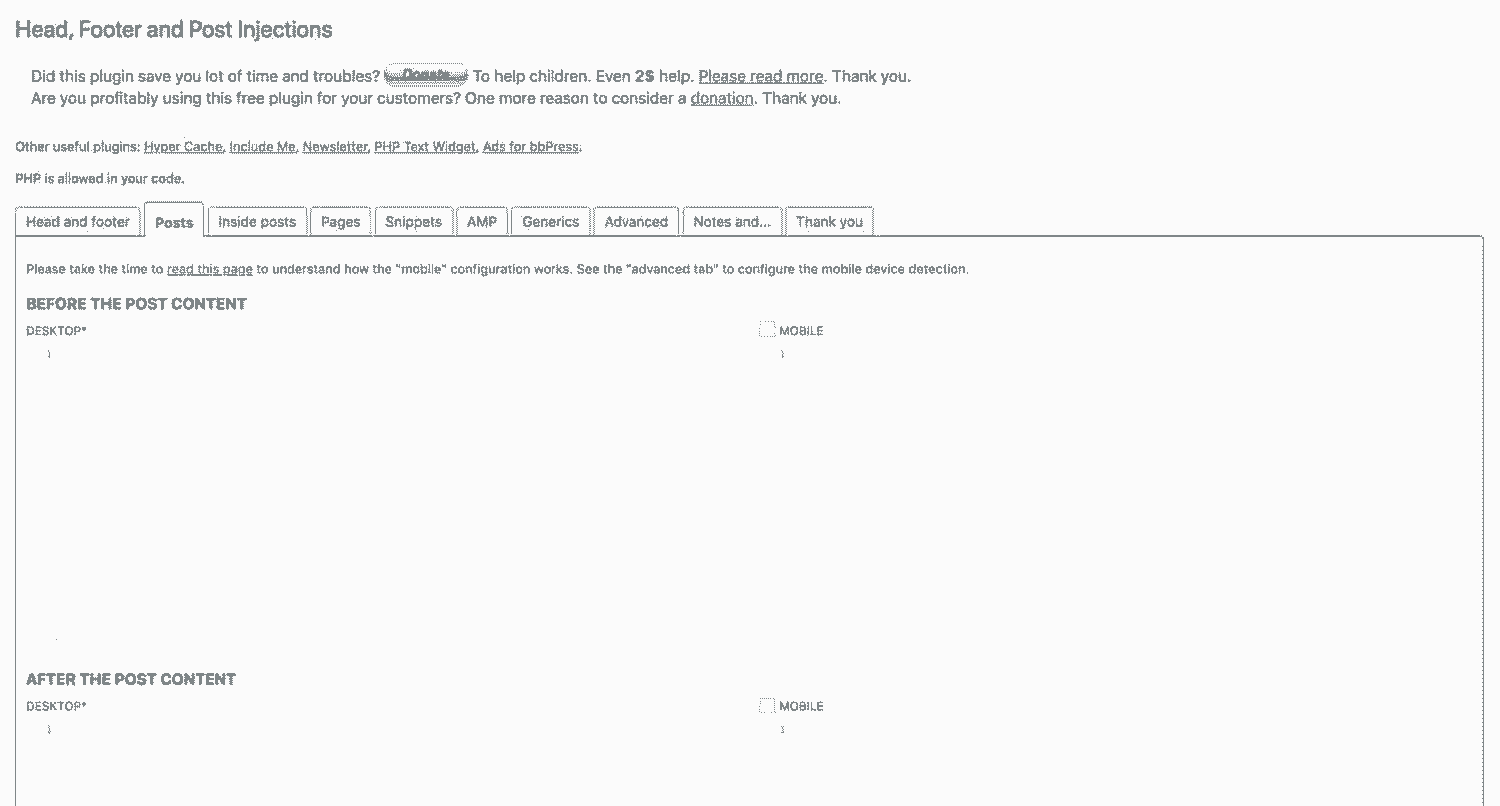 Head, Footer and Post Injections
Did this plugin save you lot of time and troubles? Donate To help children. Even 2$ help. Please read more. Thank you.
Are you profitably using this free plugin for your customers? One more reason to consider a donation. Thank you.
Other useful plugins: Hyper Cache, Include Me, Newsletter, PHP Text Widget, Ads for bbPress.
PHP is allowed in your code.
Head and footer Posts Inside posts Pages Snippets AMP Generics Advanced Notes and... Thank you
Please take the time to read this page to understand how the "mobile" configuration works. See the "advanced tab" to configure the mobile device detection.
BEFORE THE POST CONTENT
DESKTOP* MOBILE
1 1
AFTER THE POST CONTENT
DESKTOP* MOBILE
1 1